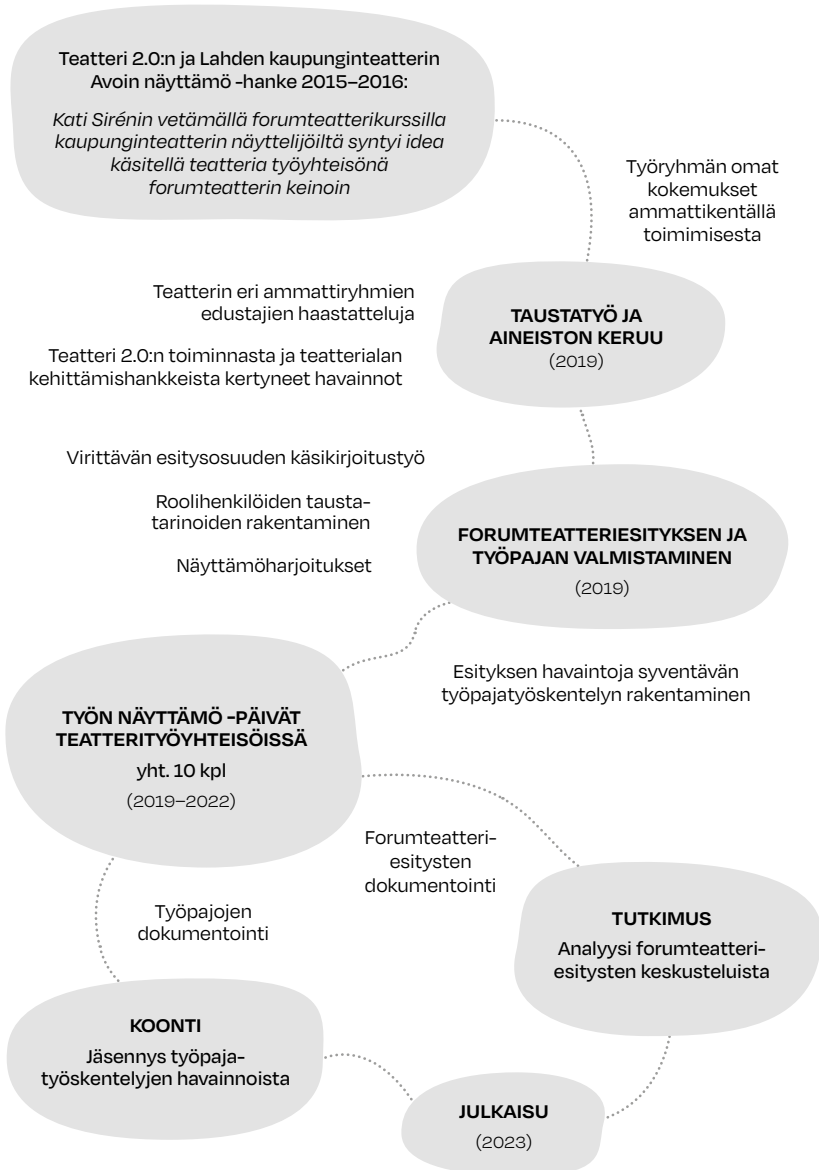 Teatteri 2.0:n ja Lahden kaupunginteatterin
Avoin näyttämö -hanke 2015–2016:
Kati Sirénin vetämällä forumteatterikurssilla
kaupunginteatterin näyttelijöiltä syntyi idea
käsitellä teatteria työyhteisönä
forumteatterin keinoin
Työryhmän omat
kokemukset
ammattikentällä
toimimisesta
Teatterin eri ammattiryhmien
edustajien haastatteluja
Teatteri 2.0:n toiminnasta ja teatterialan
kehittämishankkeista kertyneet havainnot
TAUSTATYÖ JA
AINEISTON KERUU
(2019)
Virittävän esitysosuuden käsikirjoitustyö
Roolihenkilöiden tausta-
tarinoiden rakentaminen
Näyttämöharjoitukset
FORUMTEATTERIESITYKSEN JA
TYÖPAJAN VALMISTAMINEN
(2019)
Esityksen havaintoja syventävän
työpajatyöskentelyn rakentaminen
TYÖN NÄYTTÄMÖ -PÄIVÄT
TEATTERITYÖYHTEISÖISSÄ
yht. 10 kpl
(2019–2022)
Forumteatteri-
esitysten
dokumentointi
Työpajojen
dokumentointi
TUTKIMUS
Analyysi forumteatteri-
esitysten keskusteluista
KOONTI
Jäsennys työpaja-
työskentelyjen havainnoista
JULKAISU
(2023)